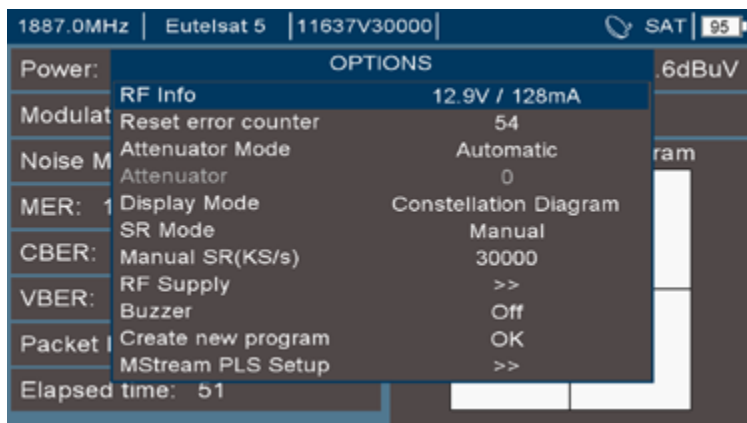 1887.0MHz | Eutelsat 5 |11637V30000| SAT 95
Power: .6dBuV
OPTIONS
RF Info 12.9V / 128mA
Modulat
Reset error counter 54
Attenuator Mode Automatic
Noise M ram
Attenuator 0
MER: 1
Display Mode Constellation Diagram
SR Mode Manual
CBER:
Manual SR(KS/s) 30000
RF Supply >>
VBER:
Buzzer Off
Create new program OK
Packet
MStream PLS Setup >>
Elapsed time: 51